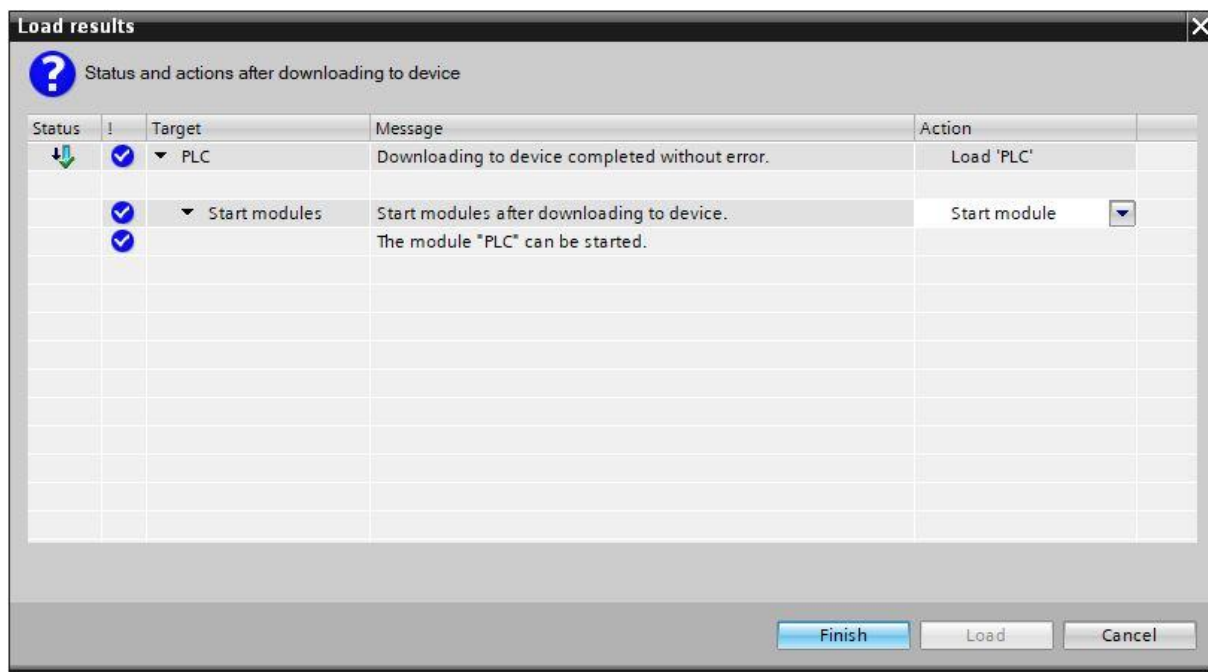 Load results
Status and actions after downloading to device
Status ! Target Message Action
PLC Downloading to device completed without error. Load 'PLC'
Start modules Start modules after downloading to device. Start module
The module "PLC" can be started.
Finish Load Cancel